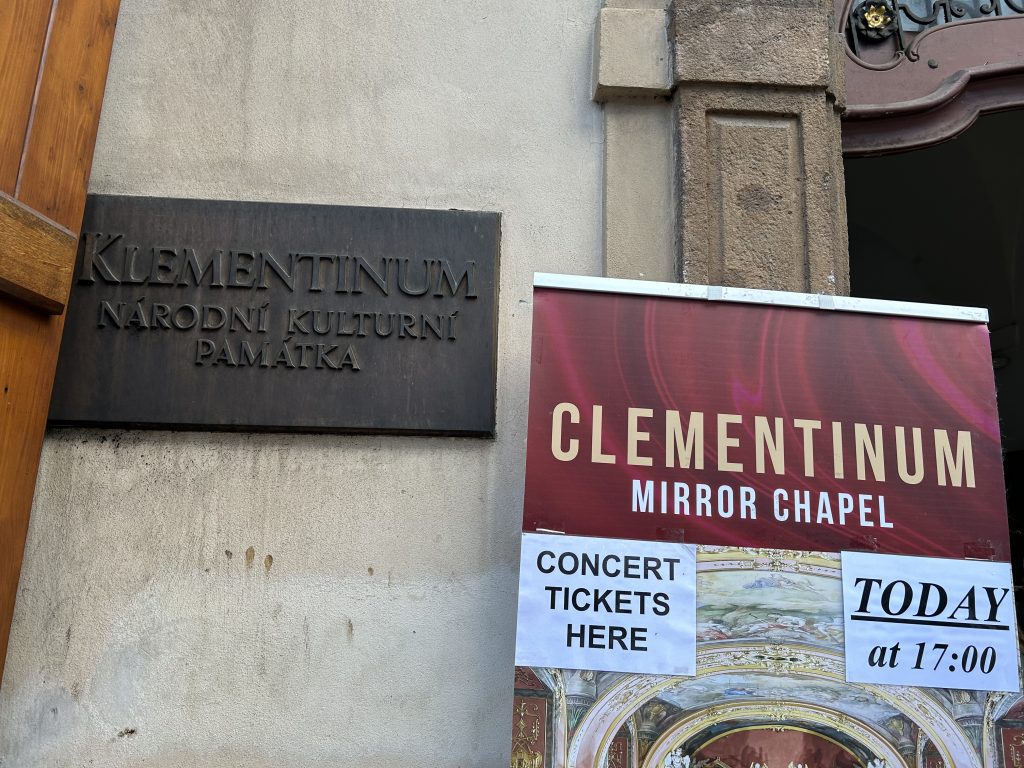 KLEMENTINUM
NÁRODNÍ KULTURNÍ
PAMÁTKA
CLEMENTINUM
MIRROR CHAPEL
CONCERT
TICKETS
HERE
TODAY
at 17:00